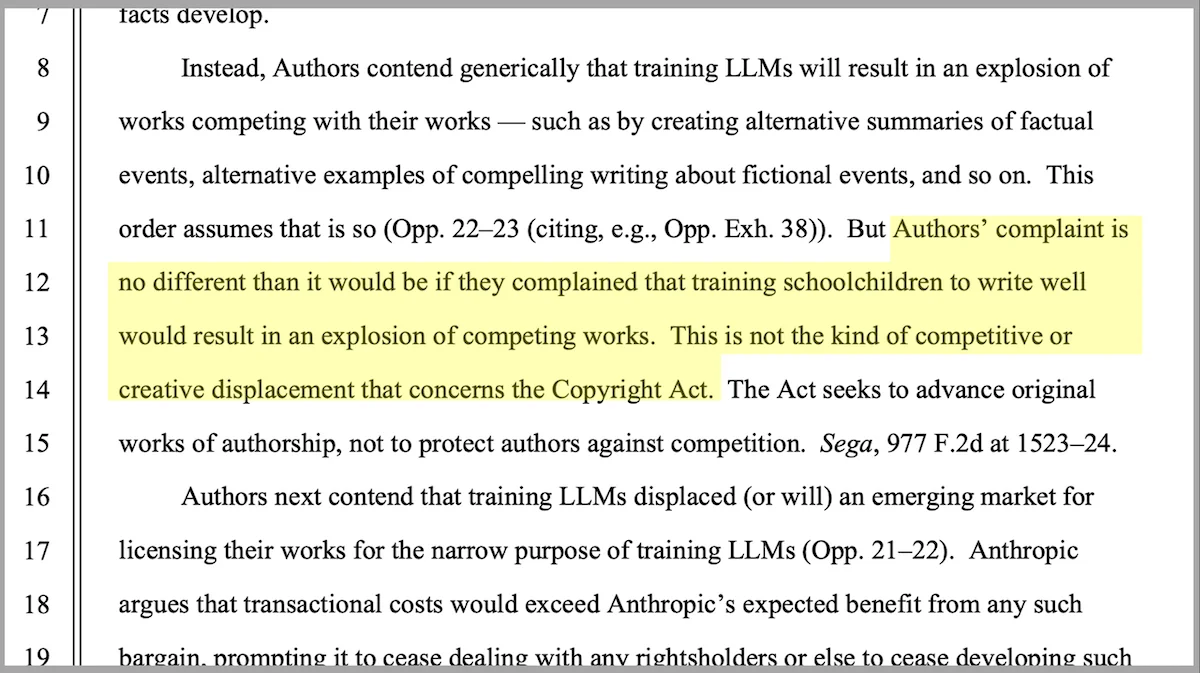 7 facts develop.
8 Instead, Authors contend generically that training LLMs will result in an explosion of
9 works competing with their works — such as by creating alternative summaries of factual
10 events, alternative examples of compelling writing about fictional events, and so on.  This
11 order assumes that is so (Opp. 22–23 (citing, e.g., Opp. Exh. 38)).  But Authors’ complaint is
12 no different than it would be if they complained that training schoolchildren to write well
13 would result in an explosion of competing works.  This is not the kind of competitive or
14 creative displacement that concerns the Copyright Act.  The Act seeks to advance original
15 works of authorship, not to protect authors against competition.  Sega, 977 F.2d at 1523–24.
16 Authors next contend that training LLMs displaced (or will) an emerging market for
17 licensing their works for the narrow purpose of training LLMs (Opp. 21–22).  Anthropic
18 argues that transactional costs would exceed Anthropic’s expected benefit from any such
19 bargain, prompting it to cease dealing with any rightsholders or else to cease developing such